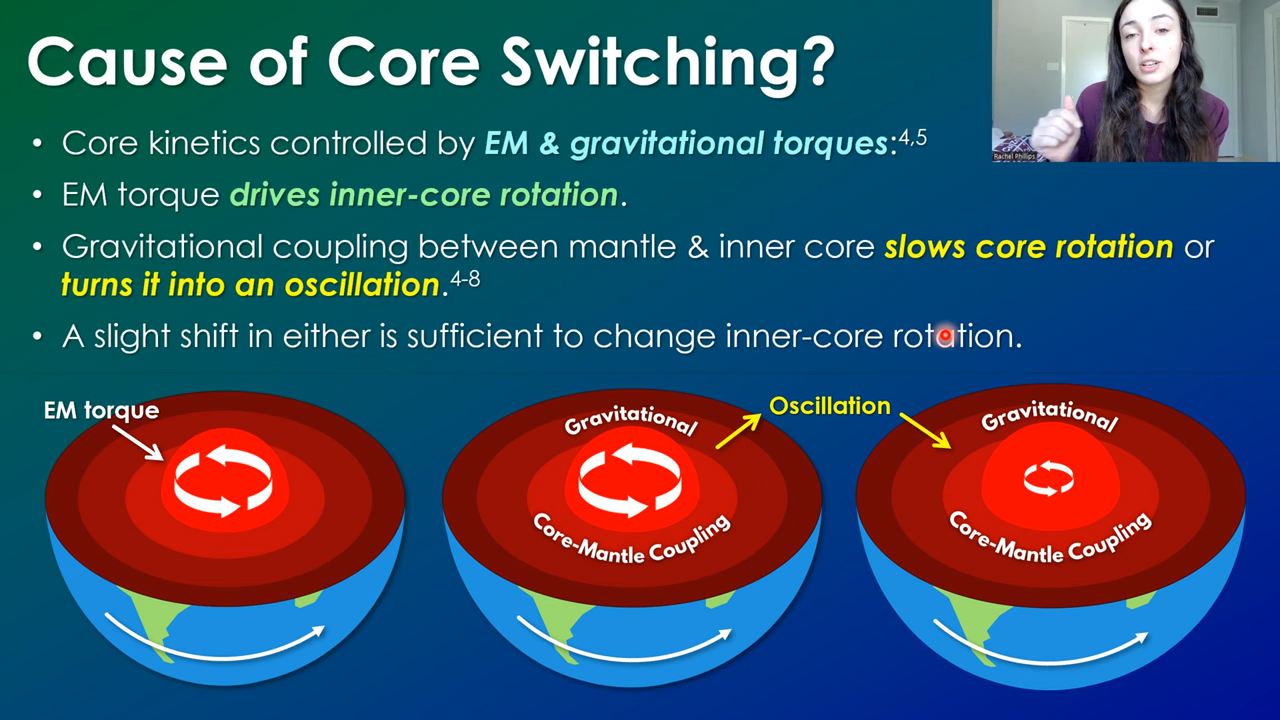 Cause of Core Switching?
• Core kinetics controlled by EM & gravitational torques:4,5
• EM torque drives inner-core rotation.
• Gravitational coupling between mantle & inner core slows core rotation or
turns it into an oscillation.4-8
• A slight shift in either is sufficient to change inner-core rotation.
EM torque
Gravitational
Core-Mantle Coupling
Oscillation
Gravitational
Core-Mantle Coupling
Rachel Phillips